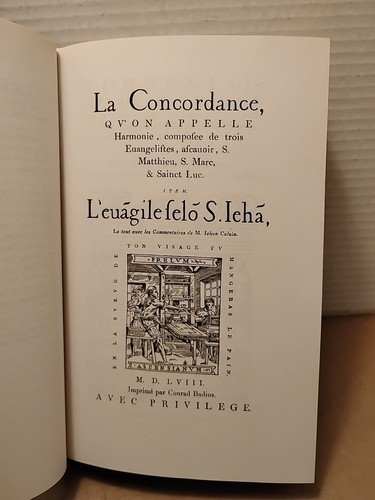 La Concordance,
QV'ON APPELLE
Harmonie, compoſee de trois
Euangeliſtes, aſcauoir, S.
Matthieu, S. Marc,
& Sainct Luc.
ITEM,
L'euãgile ſelõ S. Iehã,
Le tout auec les Commentaires de M. Iehan Caluin.
EN LA SVEVR DE
TON VISAGE TV
MANGERAS LE PAIN.
PRELVM
ASCENSIANVM
M. D. LVIII.
Imprimé par Conrad Badius.
AVEC PRIVILEGE.